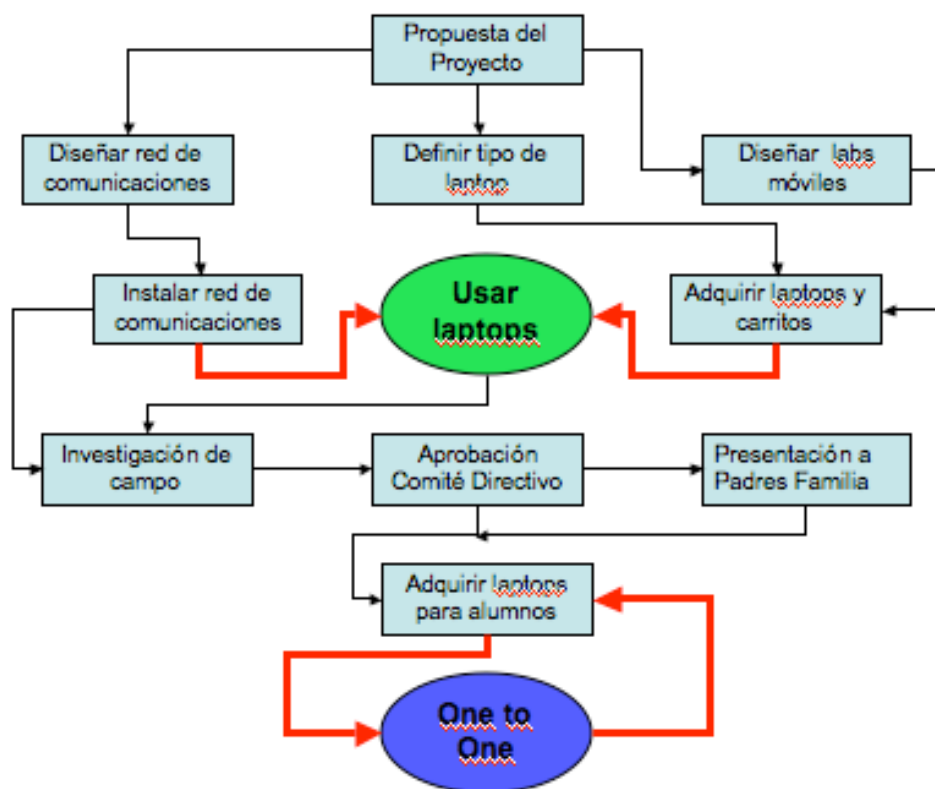 Propuesta del
Proyecto
Diseñar red de
comunicaciones
Definir tipo de
laptop
Diseñar labs
móviles
Instalar red de
comunicaciones
Usar
laptops
Adquirir laptops y
carritos
Investigación de
campo
Aprobación
Comité Directivo
Presentación a
Padres Familia
Adquirir laptops
para alumnos
One to
One